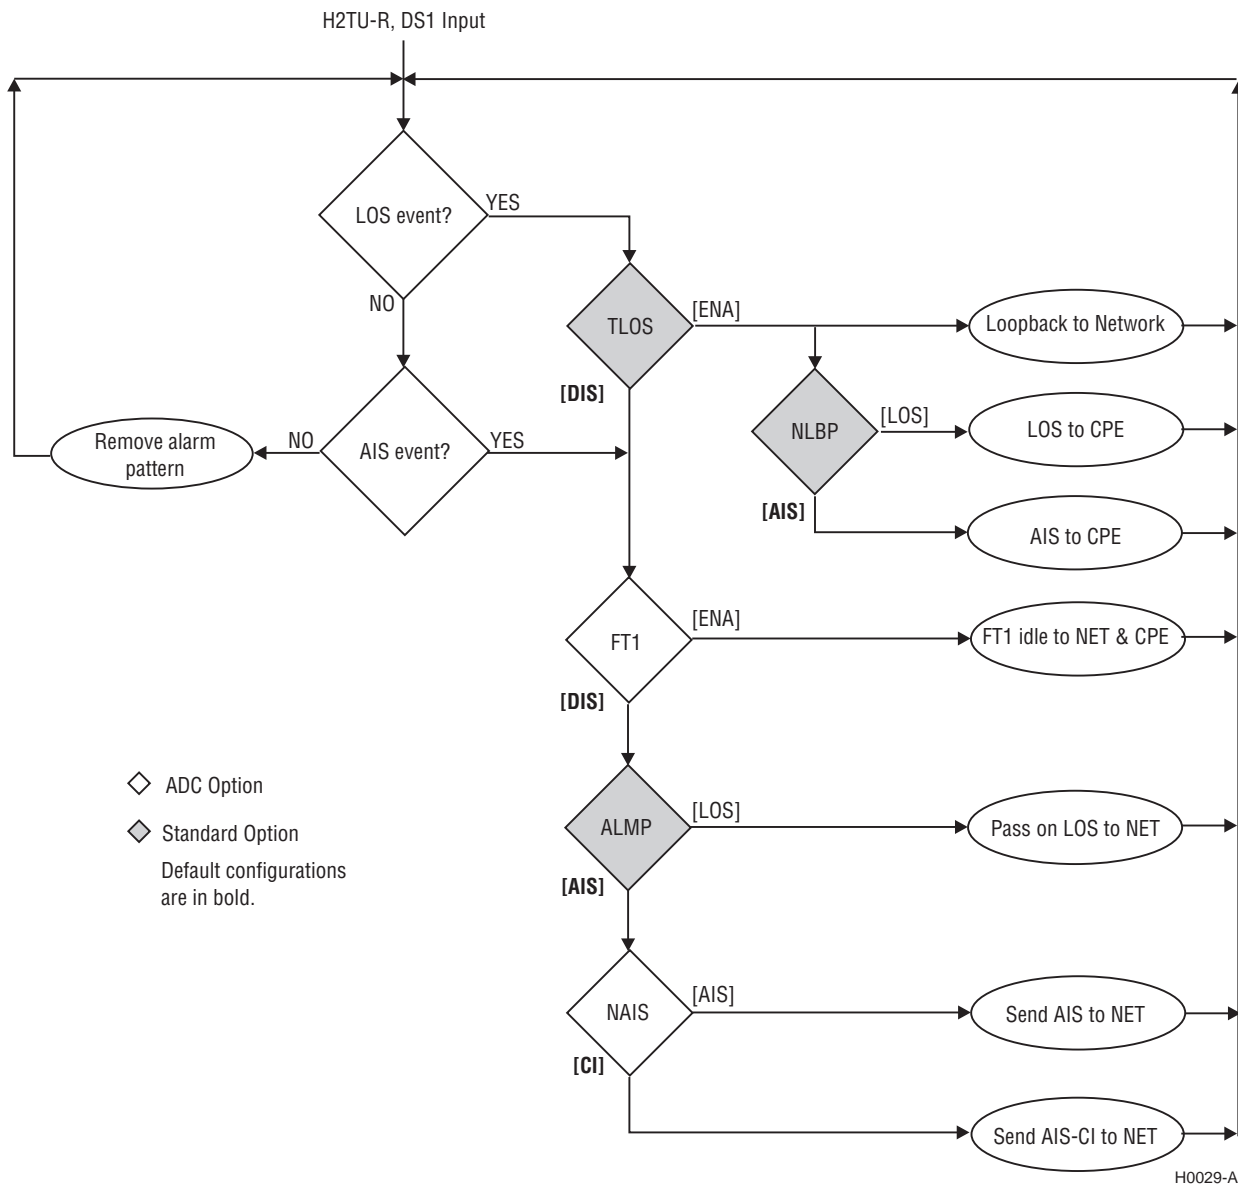 H2TU-R, DS1 Input
LOS event?
YES
NO
TLOS
[ENA]
[DIS]
Loopback to Network
NLBP
[LOS]
[AIS]
LOS to CPE
AIS to CPE
AIS event?
YES
NO
Remove alarm
pattern
FT1
[ENA]
[DIS]
FT1 idle to NET & CPE
ALMP
[LOS]
[AIS]
Pass on LOS to NET
ADC Option
Standard Option
Default configurations
are in bold.
NAIS
[AIS]
[CI]
Send AIS to NET
Send AIS-CI to NET
H0029-A